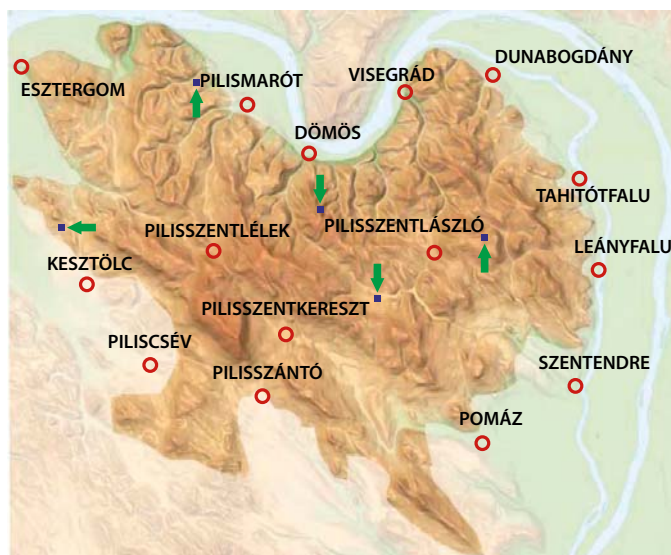 DUNABOGDÁNY
VISEGRÁD
PILISMARÓT
ESZTERGOM
DÖMÖS
TAHITÓTFALU
PILISSZENTLÁSZLÓ
PILISSZENTLÉLEK
LEÁNYFALU
KESZTÖLC
PILISSZENTKERESZT
PILISCSÉV
SZENTENDRE
PILISSZÁNTÓ
POMÁZ